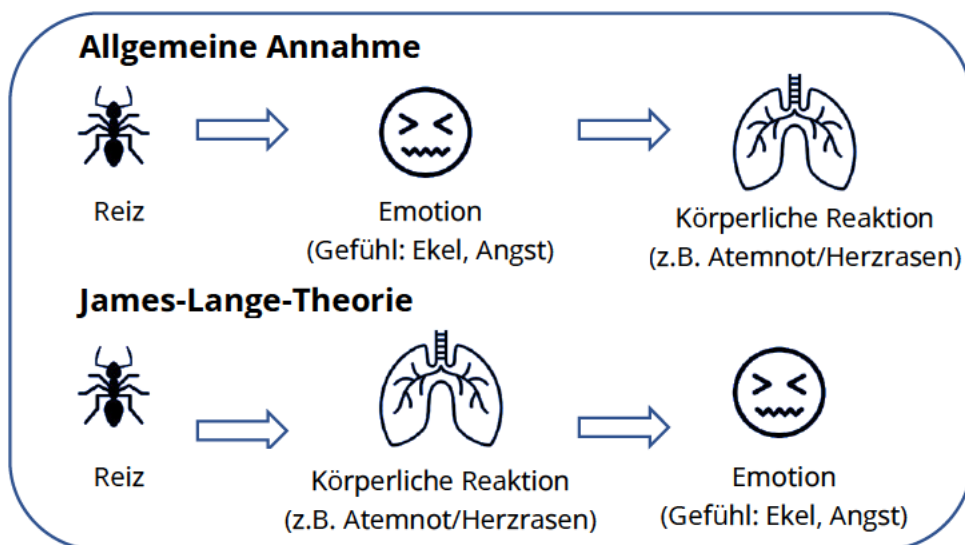 Allgemeine Annahme
Reiz
Emotion
(Gefühl: Ekel, Angst)
Körperliche Reaktion
(z.B. Atemnot/Herzrasen)
James-Lange-Theorie
Reiz
Körperliche Reaktion
(z.B. Atemnot/Herzrasen)
Emotion
(Gefühl: Ekel, Angst)